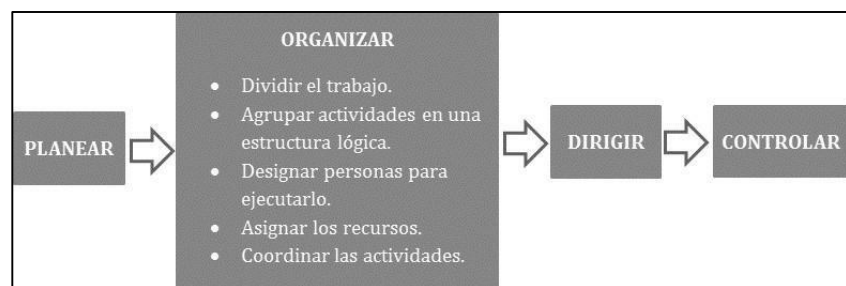 PLANEAR
ORGANIZAR
• Dividir el trabajo.
• Agrupar actividades en una
estructura lógica.
• Designar personas para
ejecutarlo.
• Asignar los recursos.
• Coordinar las actividades.
DIRIGIR
CONTROLAR